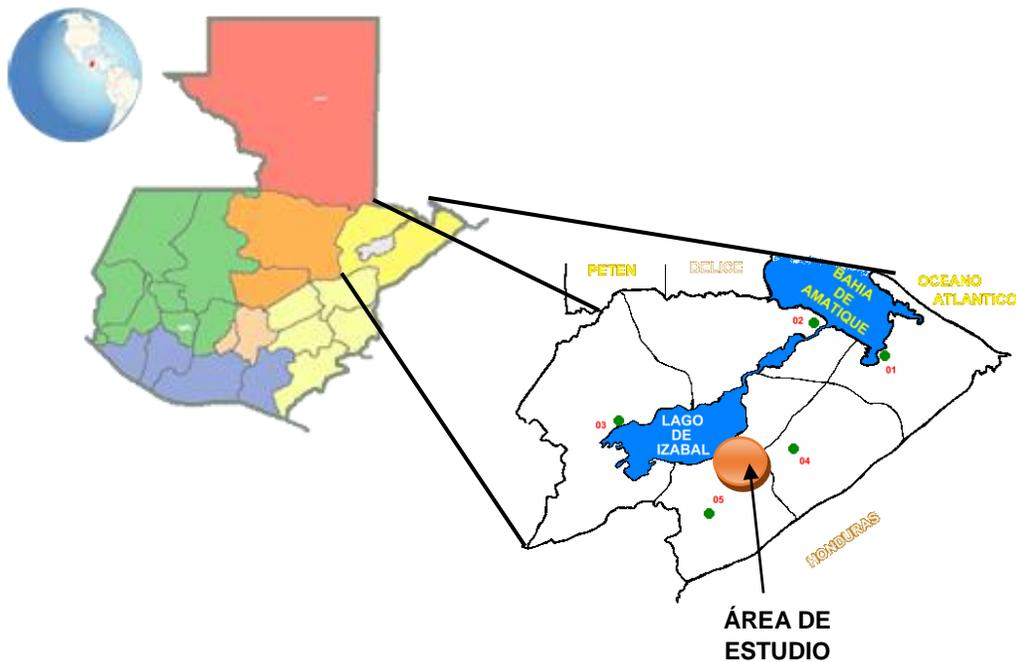 PETEN
BELICE
OCEANO
ATLANTICO
BAHIA
DE
AMATIQUE
02
01
03
LAGO
DE
IZABAL
04
05
HONDURAS
ÁREA DE
ESTUDIO